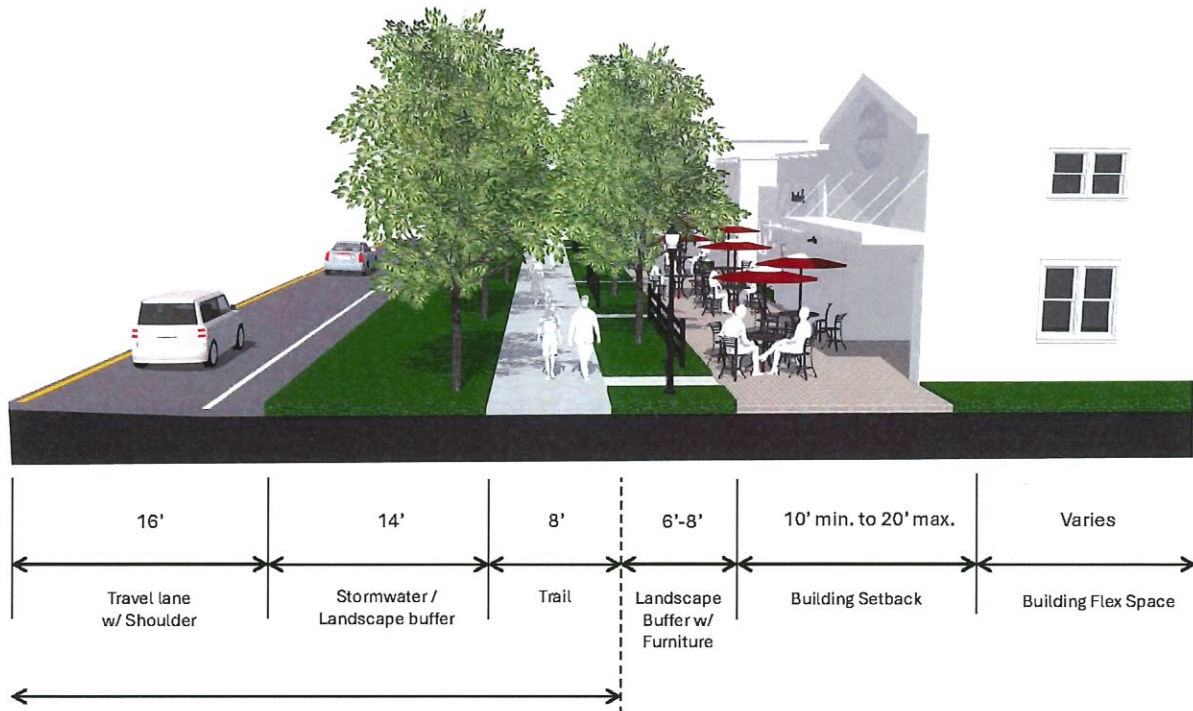 16’
14’
8’
6’-8’
10’ min. to 20’ max.
Varies
Travel lane
w/ Shoulder
Stormwater /
Landscape buffer
Trail
Landscape
Buffer w/
Furniture
Building Setback
Building Flex Space